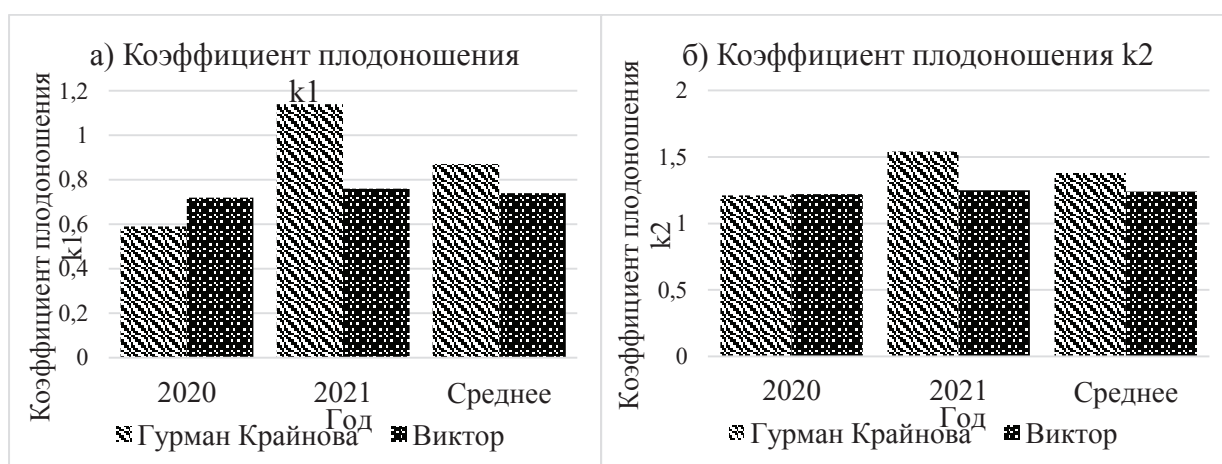 а) Коэффициент плодоношения
k1
Коэффициент плодоношения
k1
1,2
1
0,8
0,6
0,4
0,2
0
2020
2021
Среднее
Год
Гурман Крайнова
Виктор
б) Коэффициент плодоношения k2
Коэффициент плодоношения
k2
2
1,5
1
0,5
0
2020
2021
Среднее
Год
Гурман Крайнова
Виктор